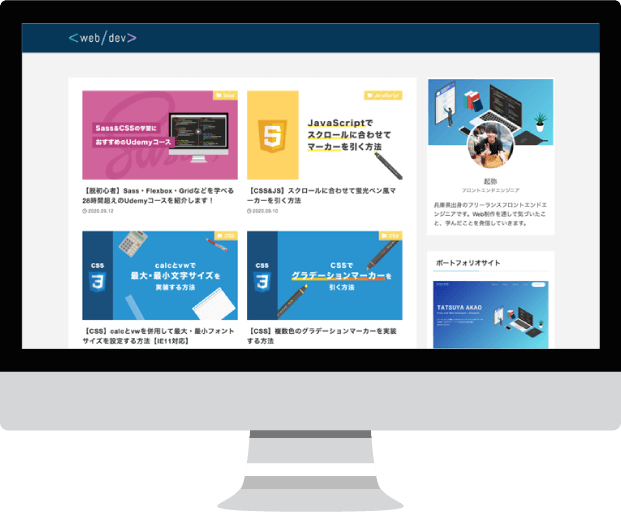 <web/dev>
Sass
Sass&CSSの学習に
おすすめのUdemyコース
【脱初心者】Sass・Flexbox・Gridなどを学べる
28時間超えのUdemyコースを紹介します!
2020.09.12
JavaScript
JavaScriptで
スクロールに合わせて
マーカーを引く方法
【CSS&JS】スクロールに合わせて蛍光ペン風マ
ーカーを引く方法
2020.09.10
CSS
CSS
calcとvwで
最大・最小文字サイズを
実装する方法
【CSS】calcとvwを併用して最大・最小フォント
サイズを設定する方法【IE11対応】
CSS
CSS
CSSで
グラデーションマーカーを
引く方法
【CSS】複数色のグラデーションマーカーを実装
する方法
起弥
フロントエンドエンジニア
兵庫県出身のフリーランスフロントエンドエ
ンジニアです。Web制作を通して気づいたこ
と、学んだことを発信していきます。
ポートフォリオサイト
TATSUYA AKAO